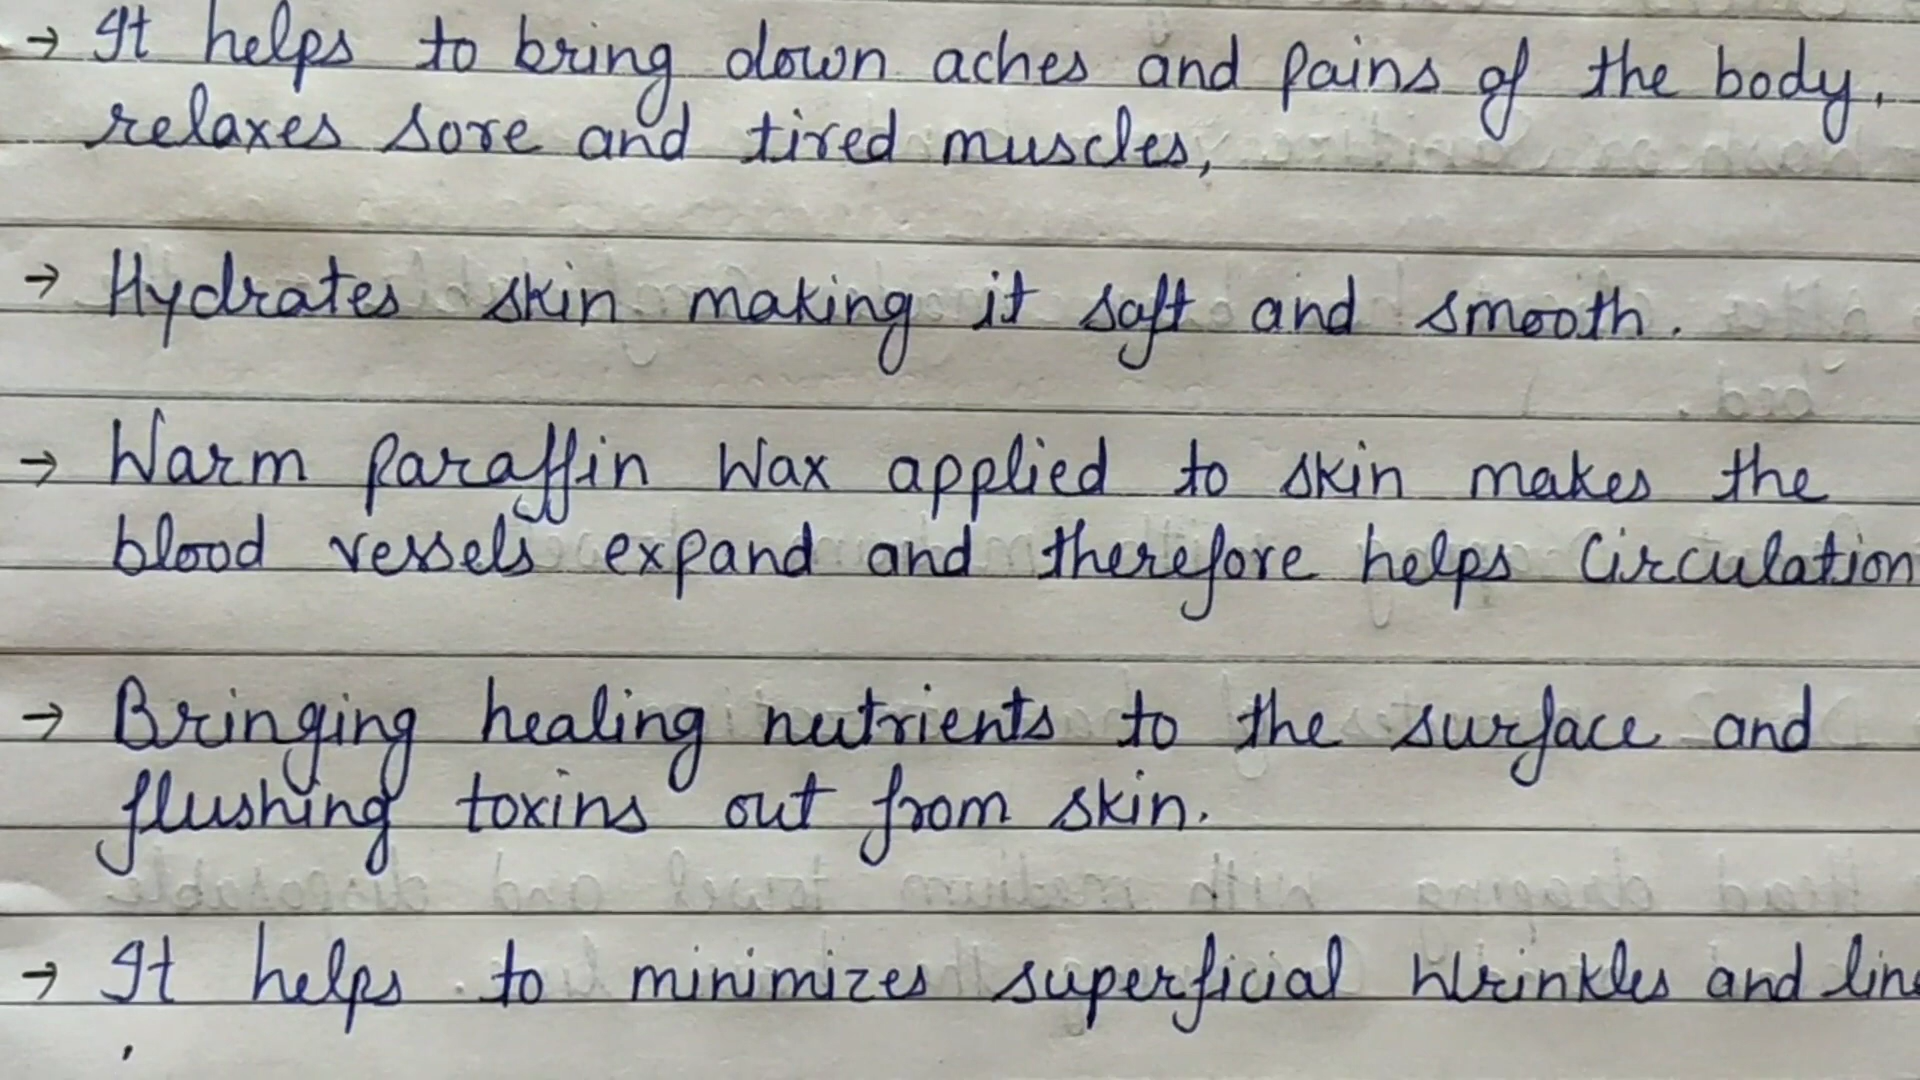 → It helps to bring down aches and pains of the body,
relaxes sore and tired muscles,
→ Hydrates skin making it soft and smooth.
→ Warm paraffin wax applied to skin makes the
blood vessels expand and therefore helps circulation
→ Bringing healing nutrients to the surface and
flushing toxins out from skin.
→ It helps to minimizes superficial wrinkles and